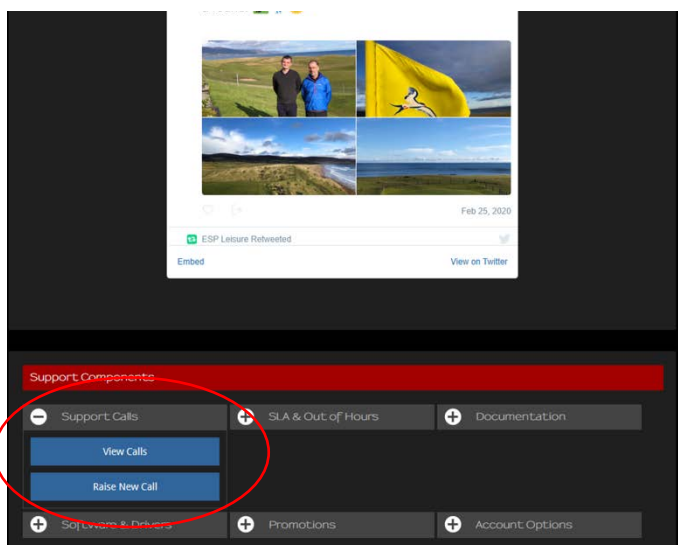 Feb 25, 2020
ESP Leisure Retweeted
Embed
View on Twitter
Support Components
Support Calls
SLA & Out of Hours
Documentation
View Calls
Raise New Call
Software & Drivers
Promotions
Account Options